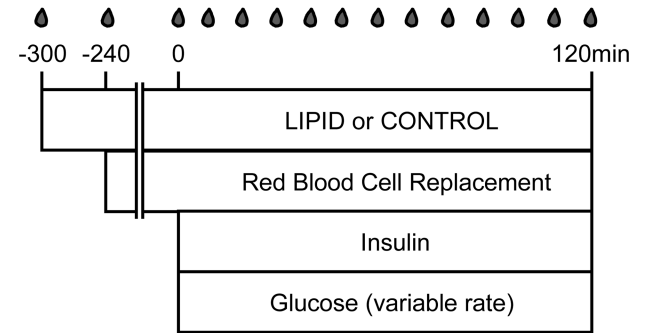 -300 -240 0 120min
LIPID or CONTROL
Red Blood Cell Replacement
Insulin
Glucose (variable rate)